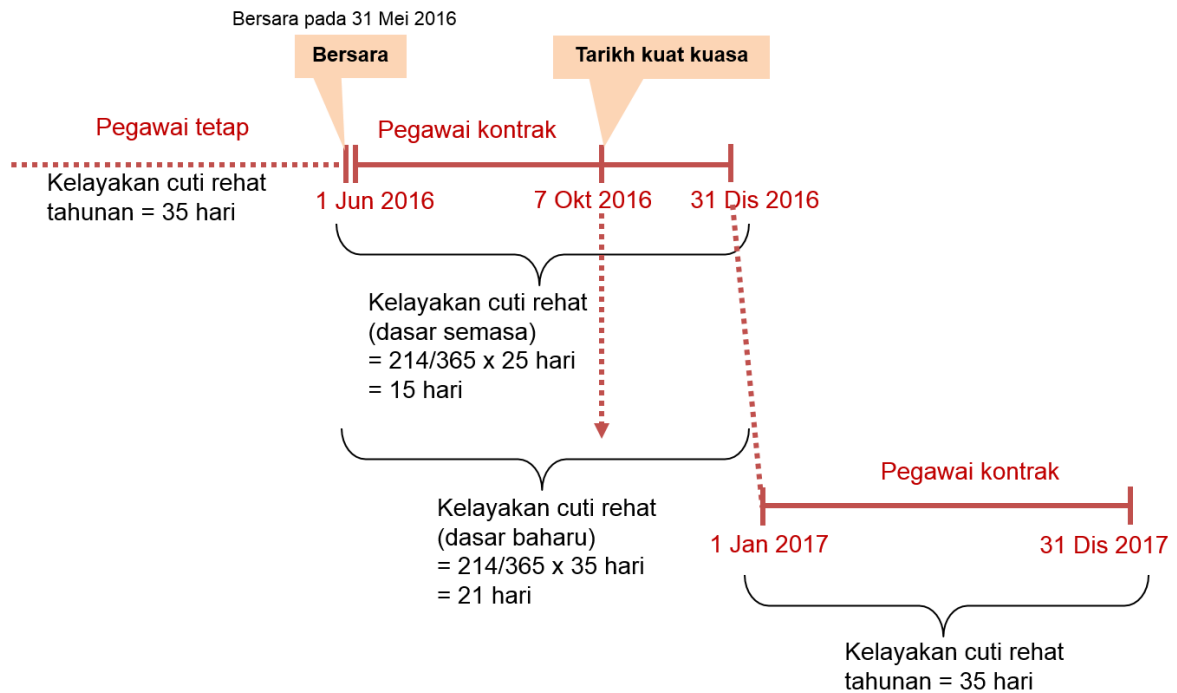 Bersara pada 31 Mei 2016
Bersara
Tarikh kuat kuasa
Pegawai tetap
Pegawai kontrak
Kelayakan cuti rehat
tahunan = 35 hari
1 Jun 2016
7 Okt 2016
31 Dis 2016
Kelayakan cuti rehat
(dasar semasa)
= 214/365 x 25 hari
= 15 hari
Kelayakan cuti rehat
(dasar baharu)
= 214/365 x 35 hari
= 21 hari
Pegawai kontrak
1 Jan 2017
31 Dis 2017
Kelayakan cuti rehat
tahunan = 35 hari